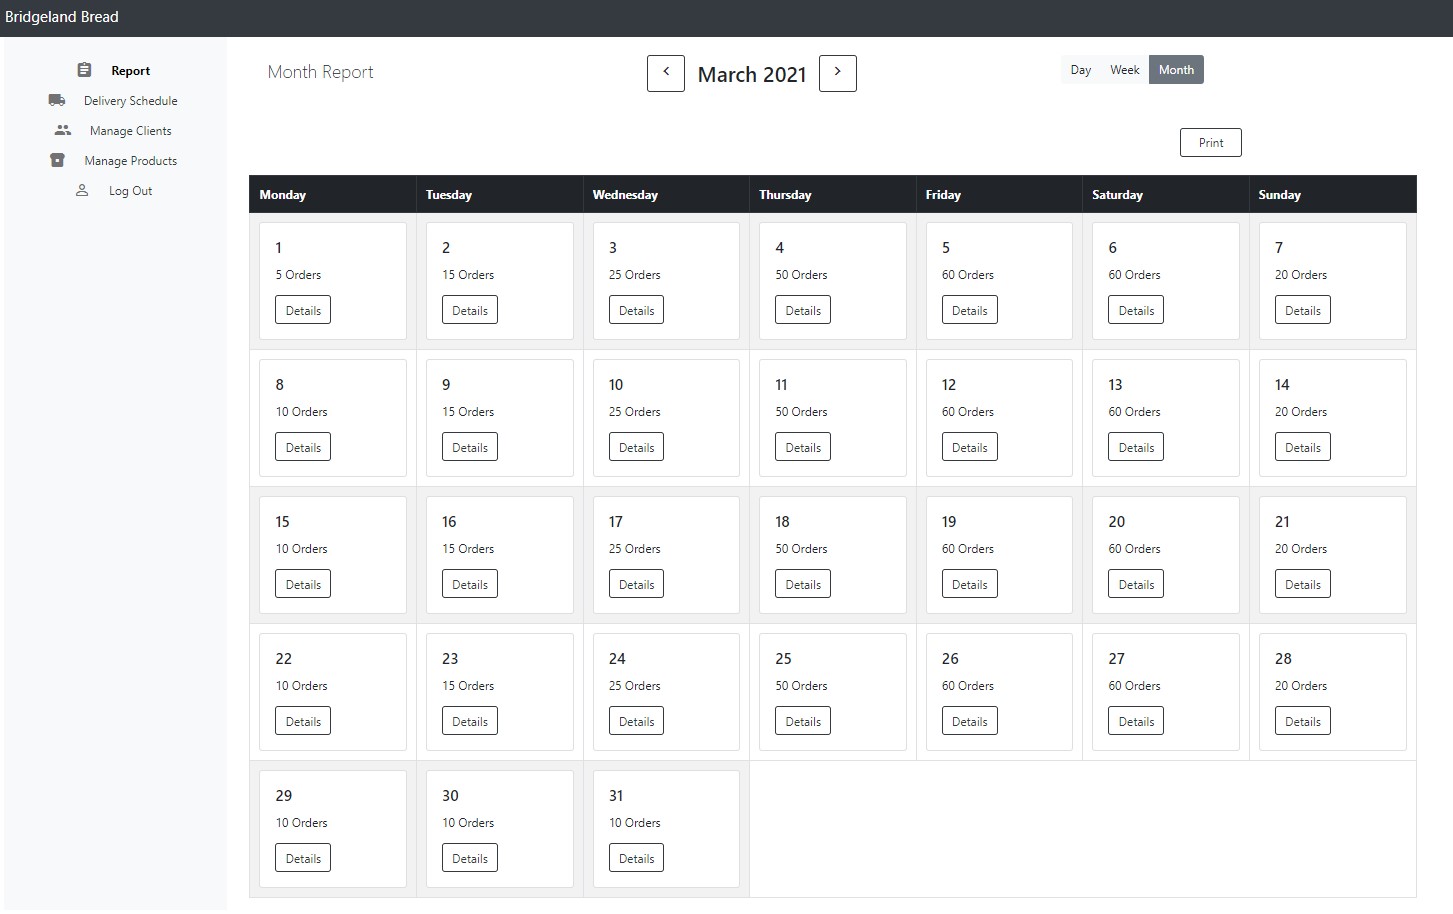 Bridgeland Bread
Report
Delivery Schedule
Manage Clients
Manage Products
Log Out
Month Report
March 2021
Day Week Month
Print
Monday Tuesday Wednesday Thursday Friday Saturday Sunday
1 2 3 4 5 6 7
5 Orders 15 Orders 25 Orders 50 Orders 60 Orders 60 Orders 20 Orders
Details Details Details Details Details Details Details
8 9 10 11 12 13 14
10 Orders 15 Orders 25 Orders 50 Orders 60 Orders 60 Orders 20 Orders
Details Details Details Details Details Details Details
15 16 17 18 19 20 21
10 Orders 15 Orders 25 Orders 50 Orders 60 Orders 60 Orders 20 Orders
Details Details Details Details Details Details Details
22 23 24 25 26 27 28
10 Orders 15 Orders 25 Orders 50 Orders 60 Orders 60 Orders 20 Orders
Details Details Details Details Details Details Details
29 30 31
10 Orders 10 Orders 10 Orders
Details Details Details